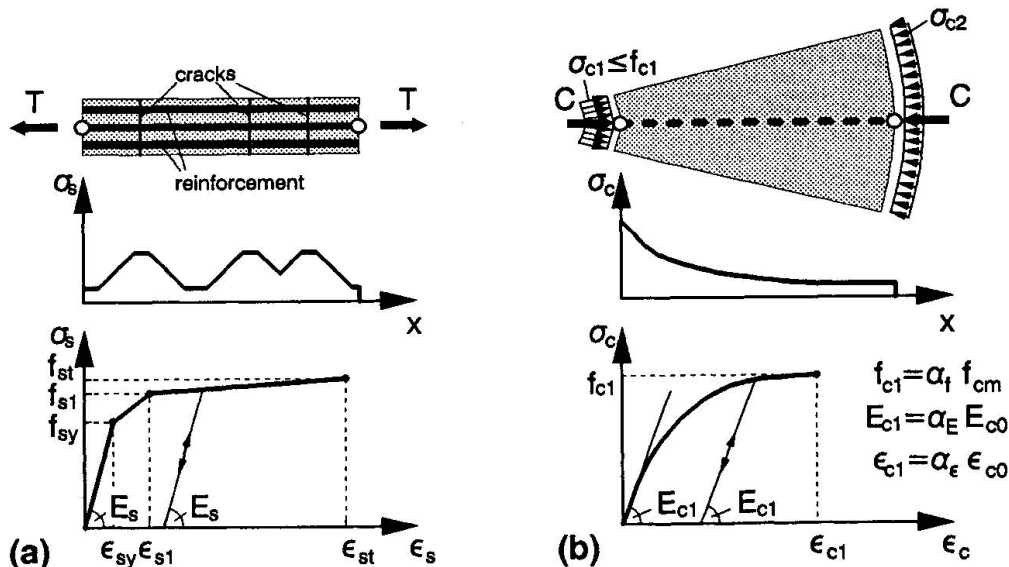 cracks
T
T
reinforcement
σs
x
σs
fst
fs1
fsy
Es
Es
ϵsy
ϵs1
ϵst
ϵs
(a)
σc2
σc1≤fc1
C
C
σc
x
σc
fc1
Ec1
Ec1
ϵc1
ϵc
fc1=αf fcm
Ec1=αE Ec0
ϵc1=αϵ ϵc0
(b)